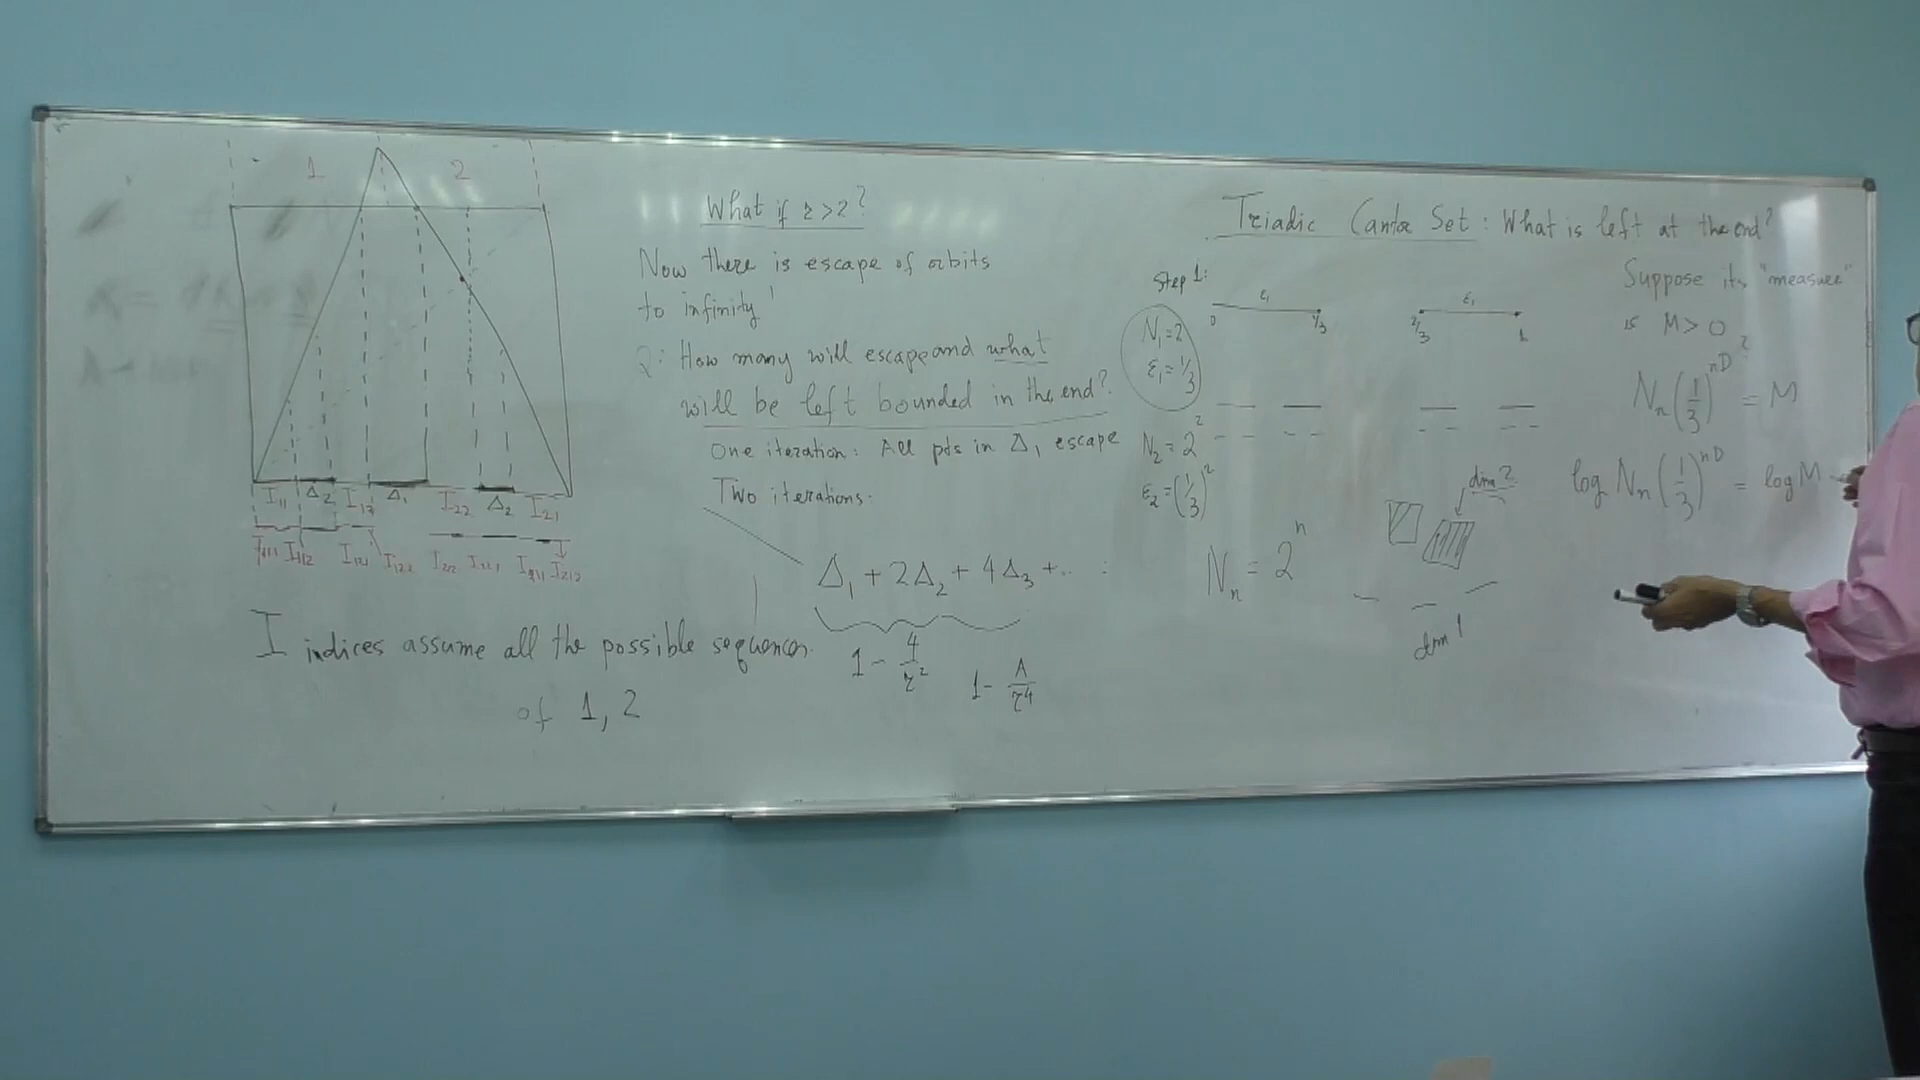 1 2
I₁₁ Δ₂ I₁₂ Δ₁ I₂₂ Δ₂ I₂₁
I₁₁₁ I₁₁₂ I₁₂₁ I₁₂₂ I₂₂₁ I₂₁₁ I₂₁₂
I indices assume all the possible sequences
of 1, 2
What if r > 2?
Now there is escape of orbits
to infinity!
Q: How many will escape and what
will be left bounded in the end?
One iteration: All pts in Δ₁ escape
Two iterations:
Δ₁ + 2Δ₂ + 4Δ₃ + ... :
1 - 4/r² 1 - A/r⁴
Triadic Cantor Set: What is left at the end?
Step 1:
ε₁ ε₁
0 1/3 2/3 1
N₁ = 2
ε₁ = 1/3
N₂ = 2²
ε₂ = (1/3)²
Nₙ = 2ⁿ
dim 2
dim 1
Suppose its "measure"
is M > 0
Nₙ (1/3)ⁿᴰ = M ?
log Nₙ (1/3)ⁿᴰ = log M